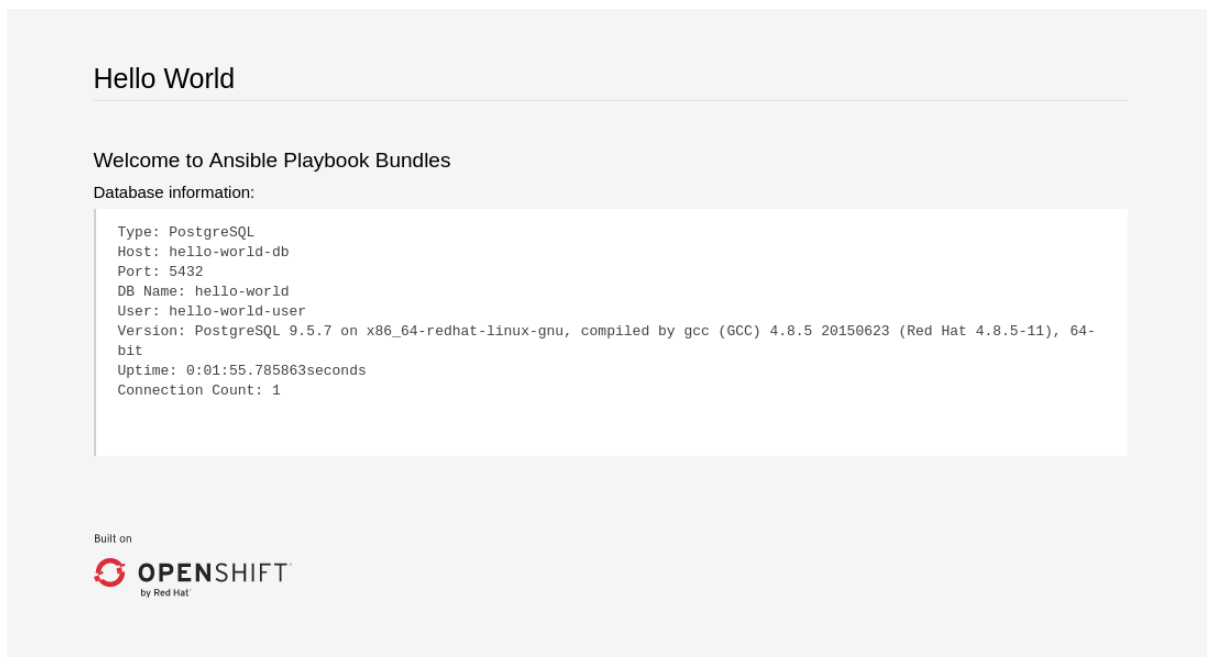 Hello World
Welcome to Ansible Playbook Bundles
Database information:
Type: PostgreSQL
Host: hello-world-db
Port: 5432
DB Name: hello-world
User: hello-world-user
Version: PostgreSQL 9.5.7 on x86_64-redhat-linux-gnu, compiled by gcc (GCC) 4.8.5 20150623 (Red Hat 4.8.5-11), 64-
bit
Uptime: 0:01:55.785863seconds
Connection Count: 1
Built on
OPENSHIFT
by Red Hat